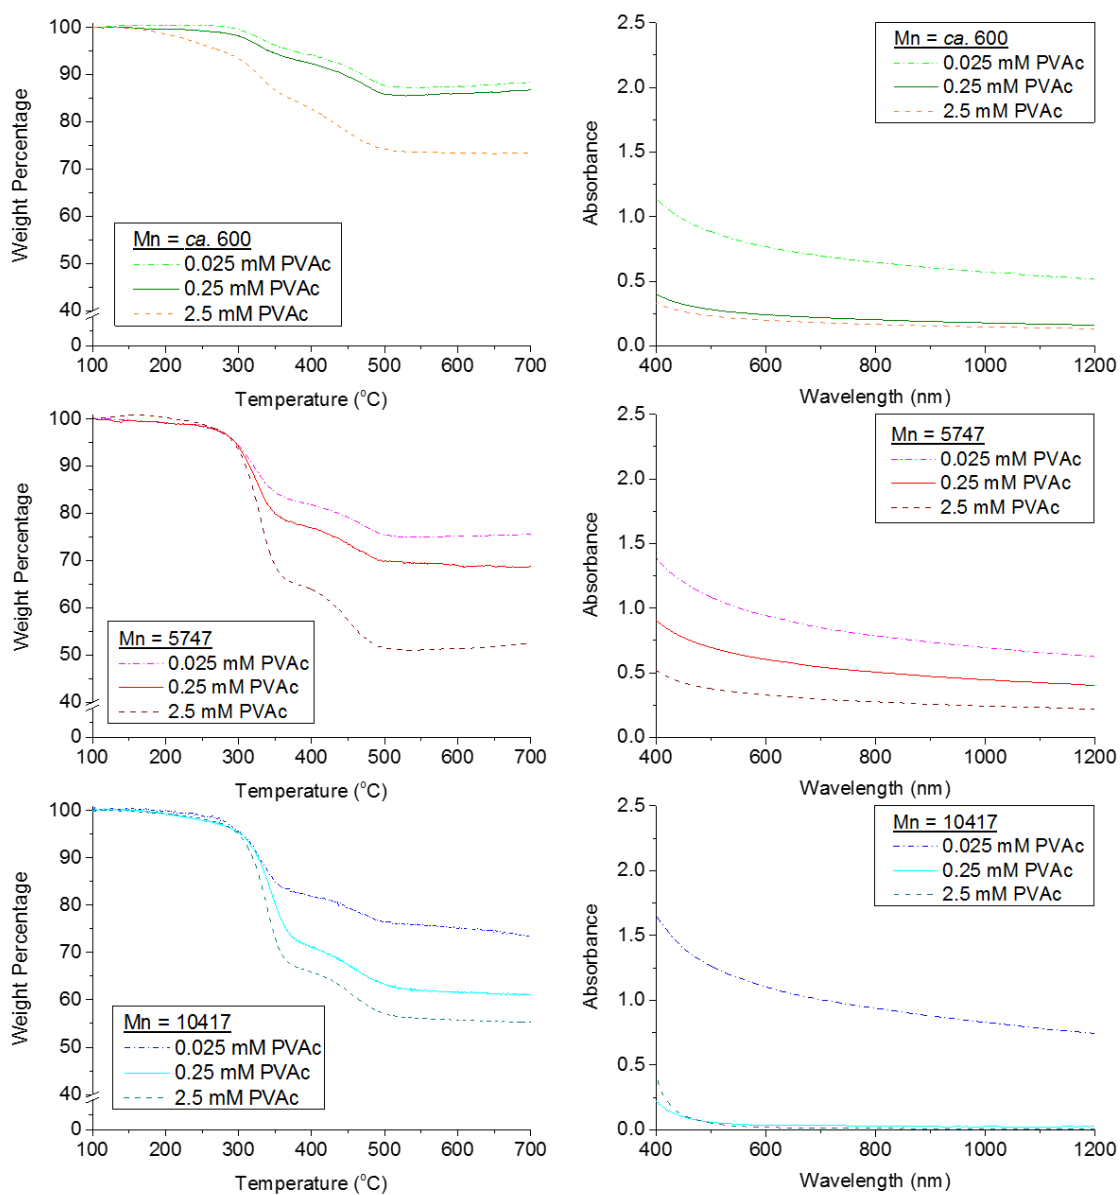 100
90
80
70
60
50
40
0
Weight Percentage
Mn = ca. 600
0.025 mM PVAc
0.25 mM PVAc
2.5 mM PVAc
100 200 300 400 500 600 700
Temperature (°C)
2.5
2.0
1.5
1.0
0.5
0.0
Absorbance
Mn = ca. 600
0.025 mM PVAc
0.25 mM PVAc
2.5 mM PVAc
400 600 800 1000 1200
Wavelength (nm)
100
90
80
70
60
50
40
0
Weight Percentage
Mn = 5747
0.025 mM PVAc
0.25 mM PVAc
2.5 mM PVAc
100 200 300 400 500 600 700
Temperature (°C)
2.5
2.0
1.5
1.0
0.5
0.0
Absorbance
Mn = 5747
0.025 mM PVAc
0.25 mM PVAc
2.5 mM PVAc
400 600 800 1000 1200
Wavelength (nm)
100
90
80
70
60
50
40
0
Weight Percentage
Mn = 10417
0.025 mM PVAc
0.25 mM PVAc
2.5 mM PVAc
100 200 300 400 500 600 700
Temperature (°C)
2.5
2.0
1.5
1.0
0.5
0.0
Absorbance
Mn = 10417
0.025 mM PVAc
0.25 mM PVAc
2.5 mM PVAc
400 600 800 1000 1200
Wavelength (nm)